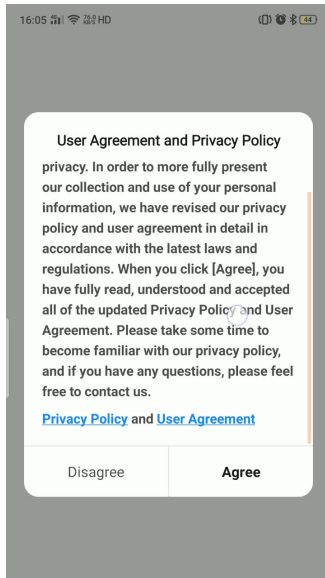 16:05 HD 44
User Agreement and Privacy Policy
privacy. In order to more fully present
our collection and use of your personal
information, we have revised our privacy
policy and user agreement in detail in
accordance with the latest laws and
regulations. When you click [Agree], you
have fully read, understood and accepted
all of the updated Privacy Policy and User
Agreement. Please take some time to
become familiar with our privacy policy,
and if you have any questions, please feel
free to contact us.
Privacy Policy and User Agreement
Disagree Agree